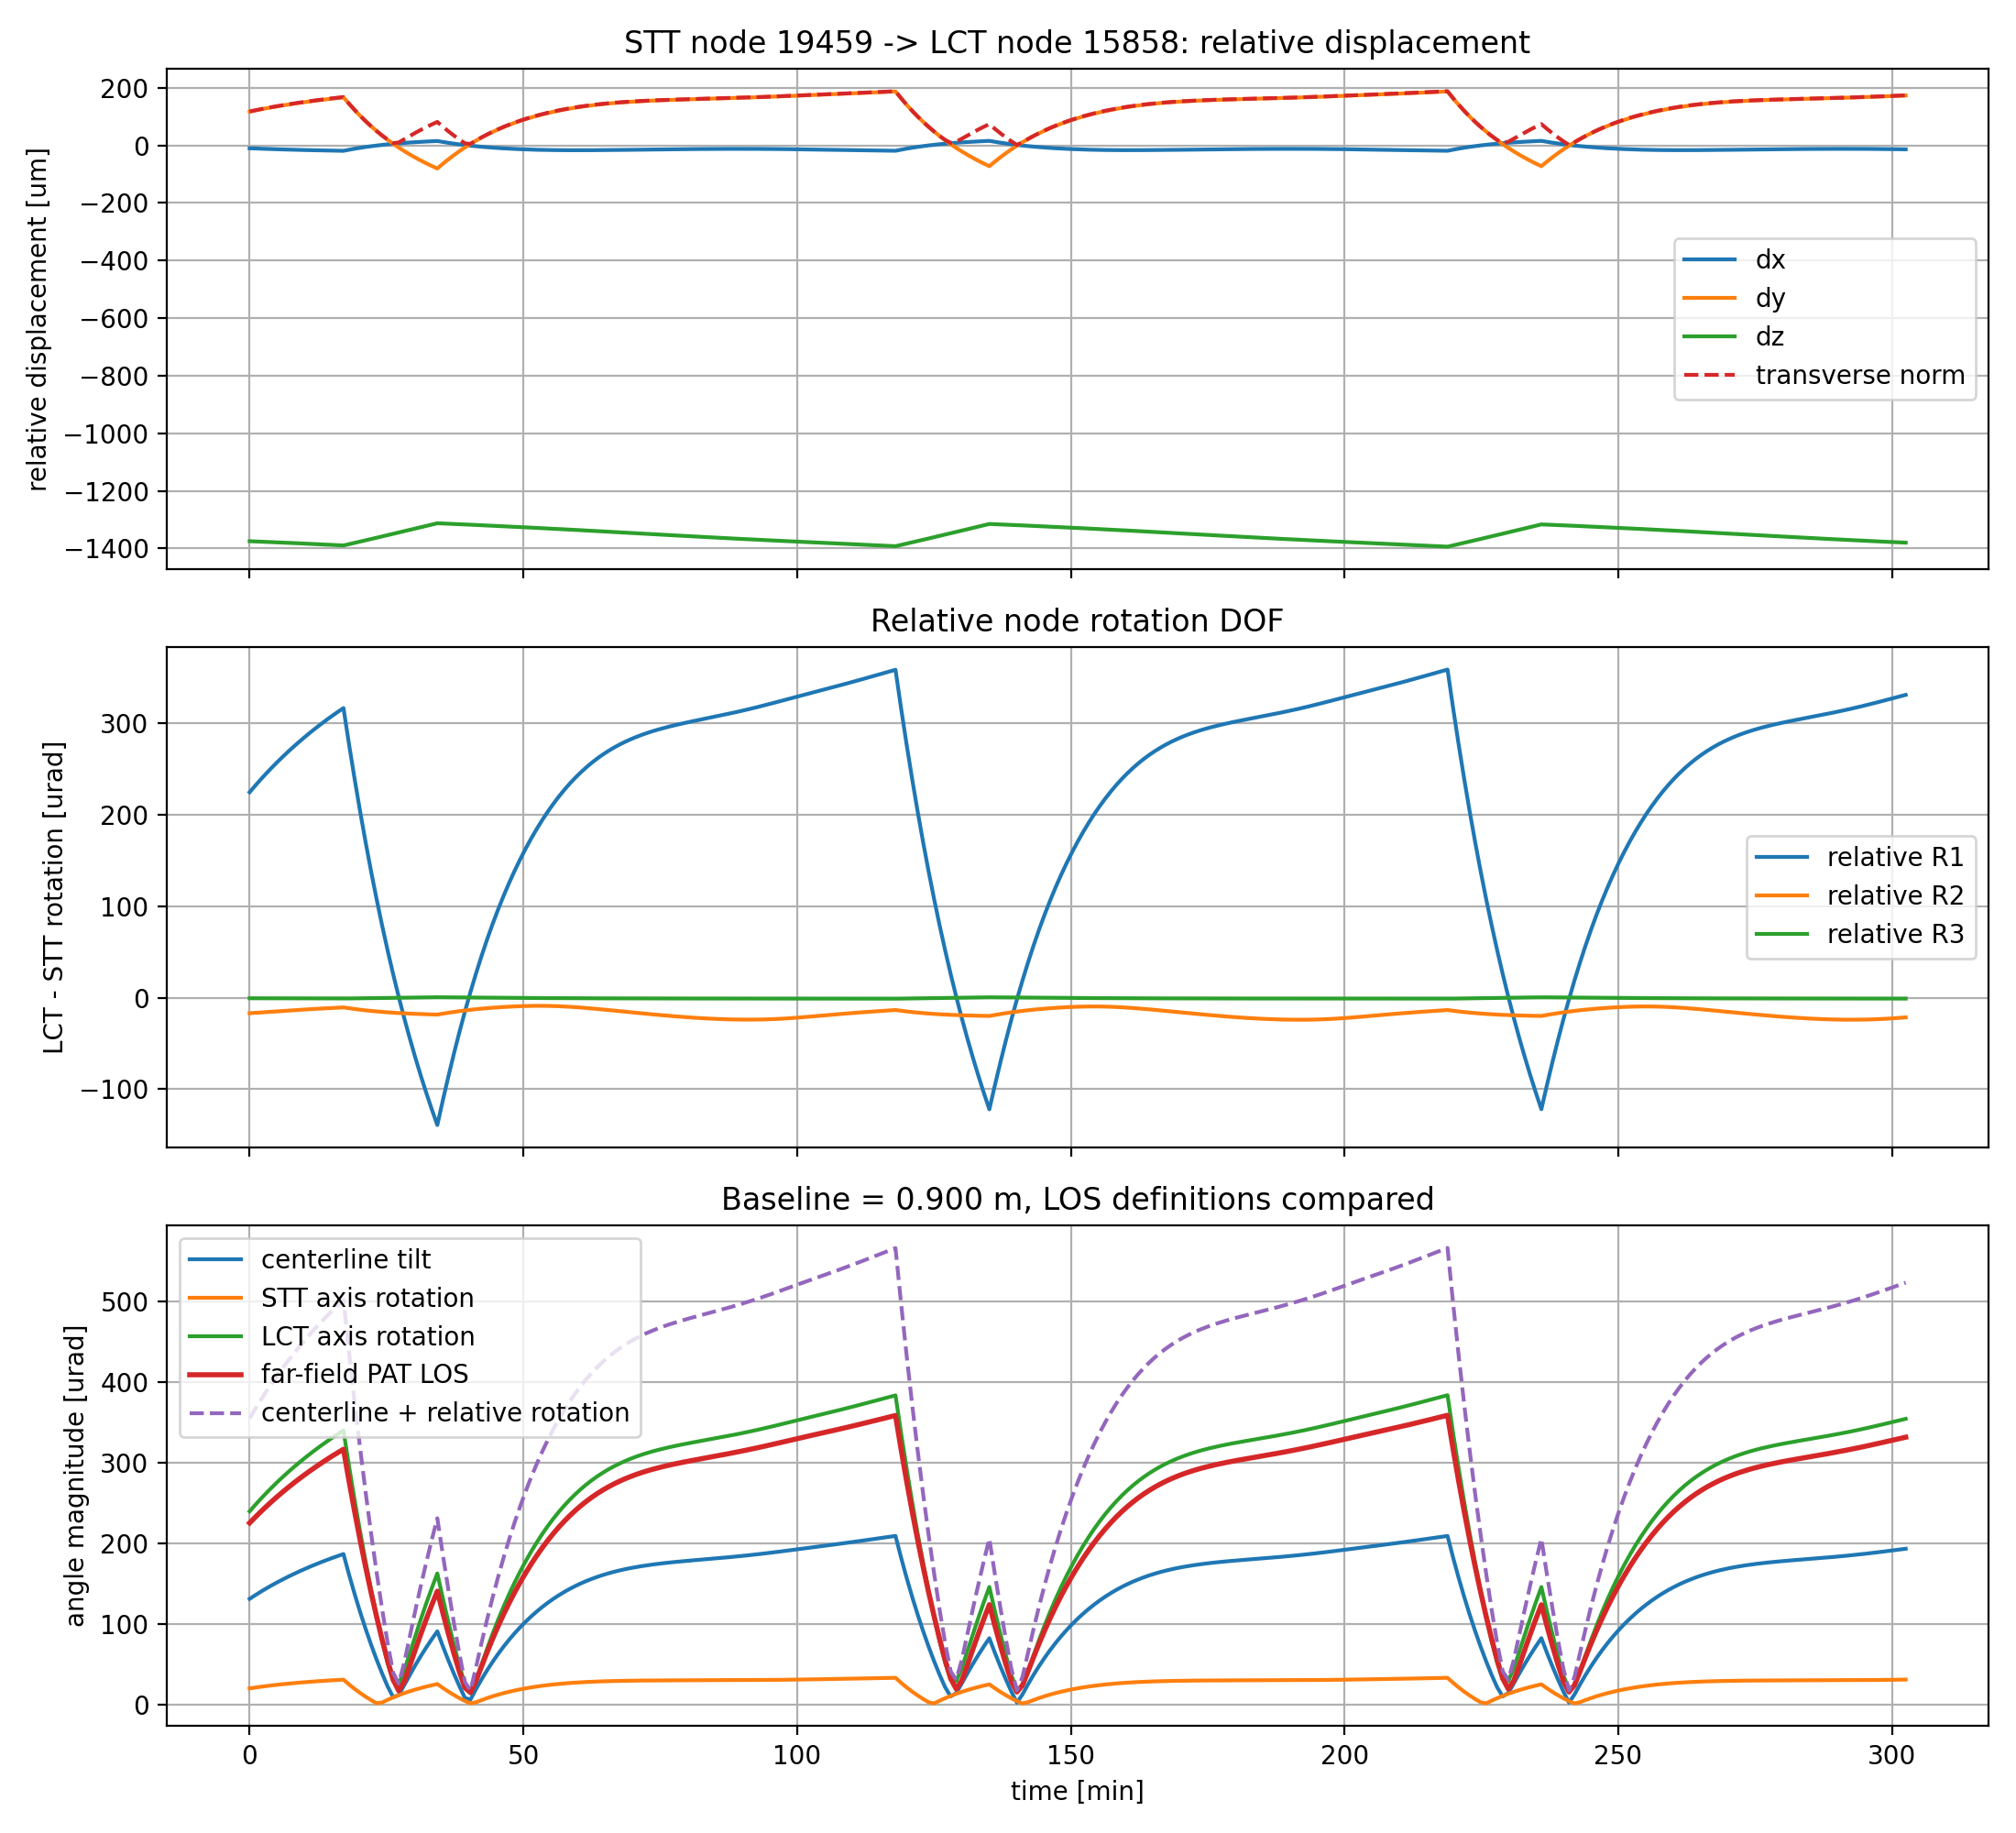 STT node 19459 -> LCT node 15858: relative displacement
relative displacement [um]
200
0
−200
−400
−600
−800
−1000
−1200
−1400
dx
dy
dz
transverse norm
Relative node rotation DOF
LCT - STT rotation [urad]
300
200
100
0
−100
relative R1
relative R2
relative R3
Baseline = 0.900 m, LOS definitions compared
angle magnitude [urad]
500
400
300
200
100
0
centerline tilt
STT axis rotation
LCT axis rotation
far-field PAT LOS
centerline + relative rotation
0 50 100 150 200 250 300
time [min]